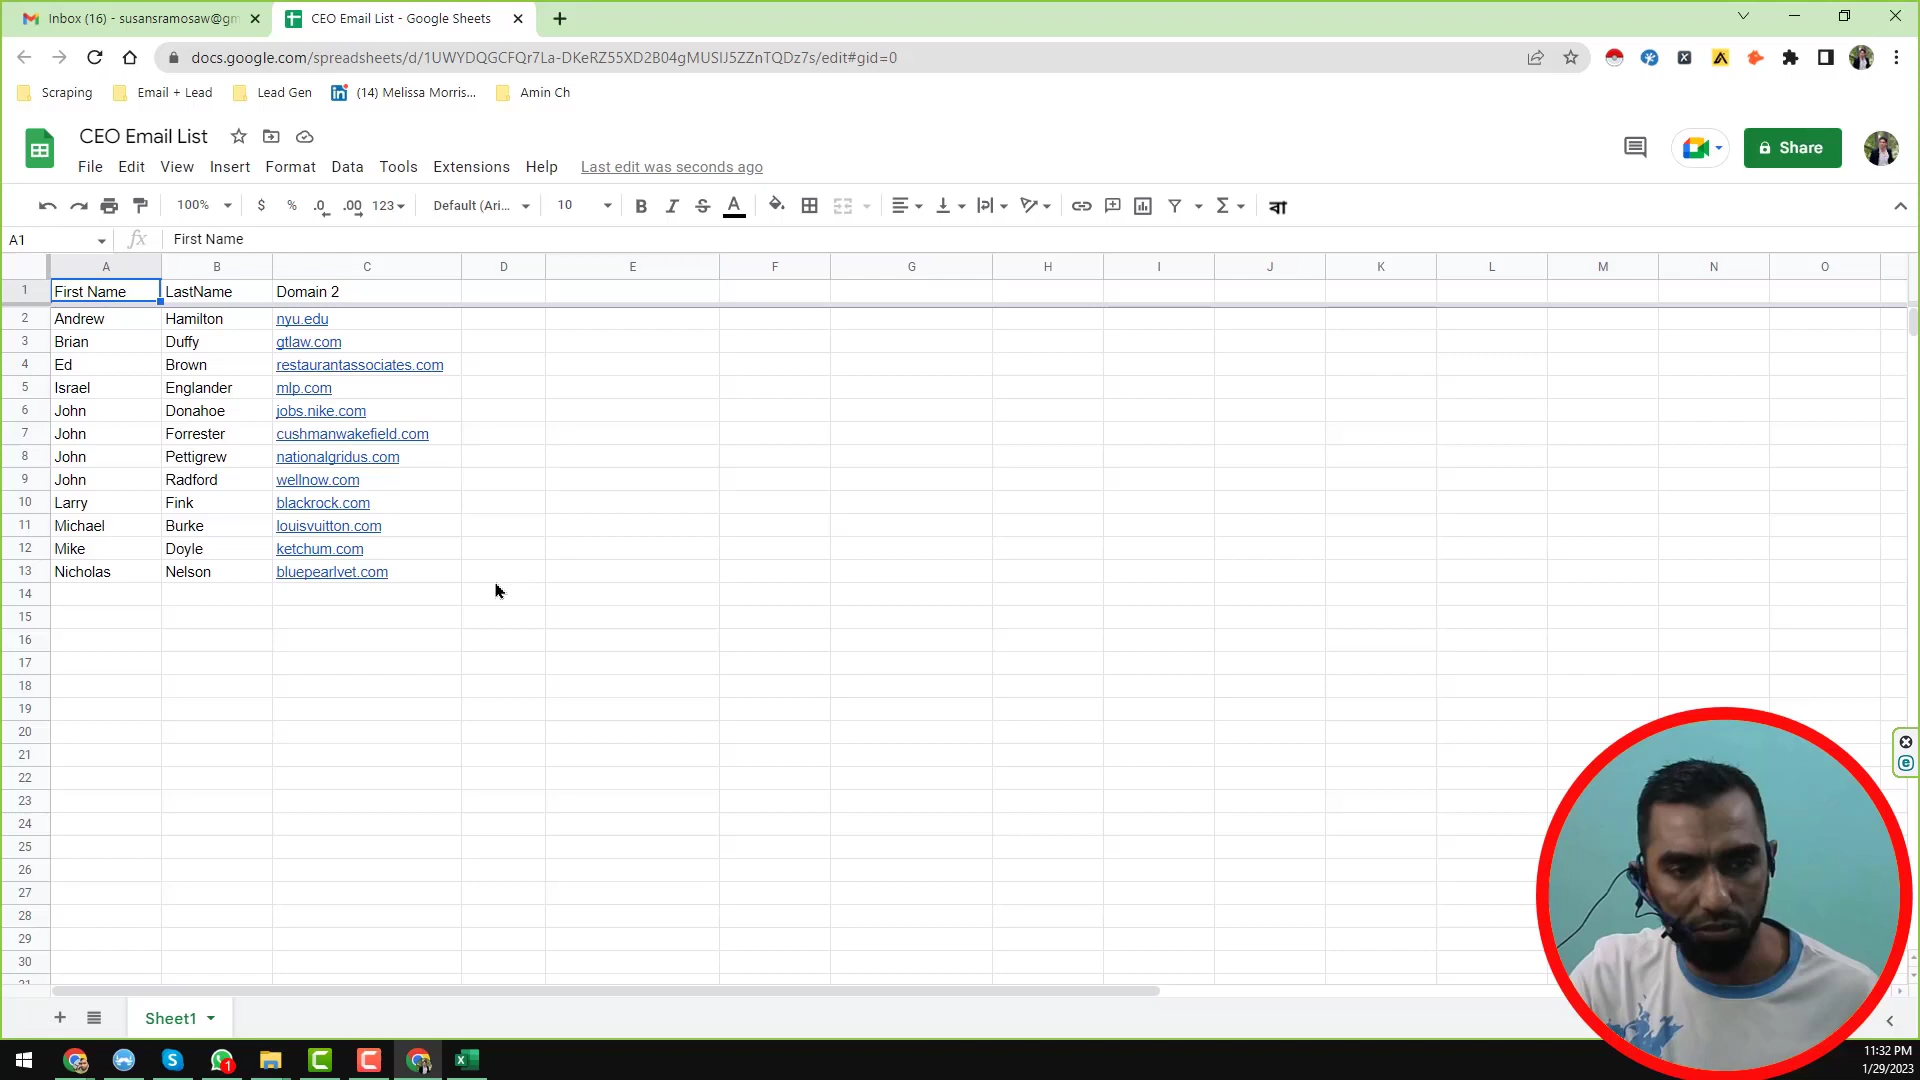 Inbox (16) - susansramosaw@gm
CEO Email List - Google Sheets
docs.google.com/spreadsheets/d/1UWYDQGCFQr7La-DKeRZ55XD2B04gMUSIJ5ZZnTQDz7s/edit#gid=0
Scraping Email + Lead Lead Gen (14) Melissa Morris... Amin Ch
CEO Email List
File Edit View Insert Format Data Tools Extensions Help Last edit was seconds ago
Share
100% $ % .0 .00 123 Default (Ari... 10 B I S A Σ বা
A1 fx First Name
A B C D E F G H I J K L M N O
1 First Name LastName Domain 2
2 Andrew Hamilton nyu.edu
3 Brian Duffy gtlaw.com
4 Ed Brown restaurantassociates.com
5 Israel Englander mlp.com
6 John Donahoe jobs.nike.com
7 John Forrester cushmanwakefield.com
8 John Pettigrew nationalgridus.com
9 John Radford wellnow.com
10 Larry Fink blackrock.com
11 Michael Burke louisvuitton.com
12 Mike Doyle ketchum.com
13 Nicholas Nelson bluepearlvet.com
14
15
16
17
18
19
20
21
22
23
24
25
26
27
28
29
30
Sheet1
1
11:32 PM
1/29/2023